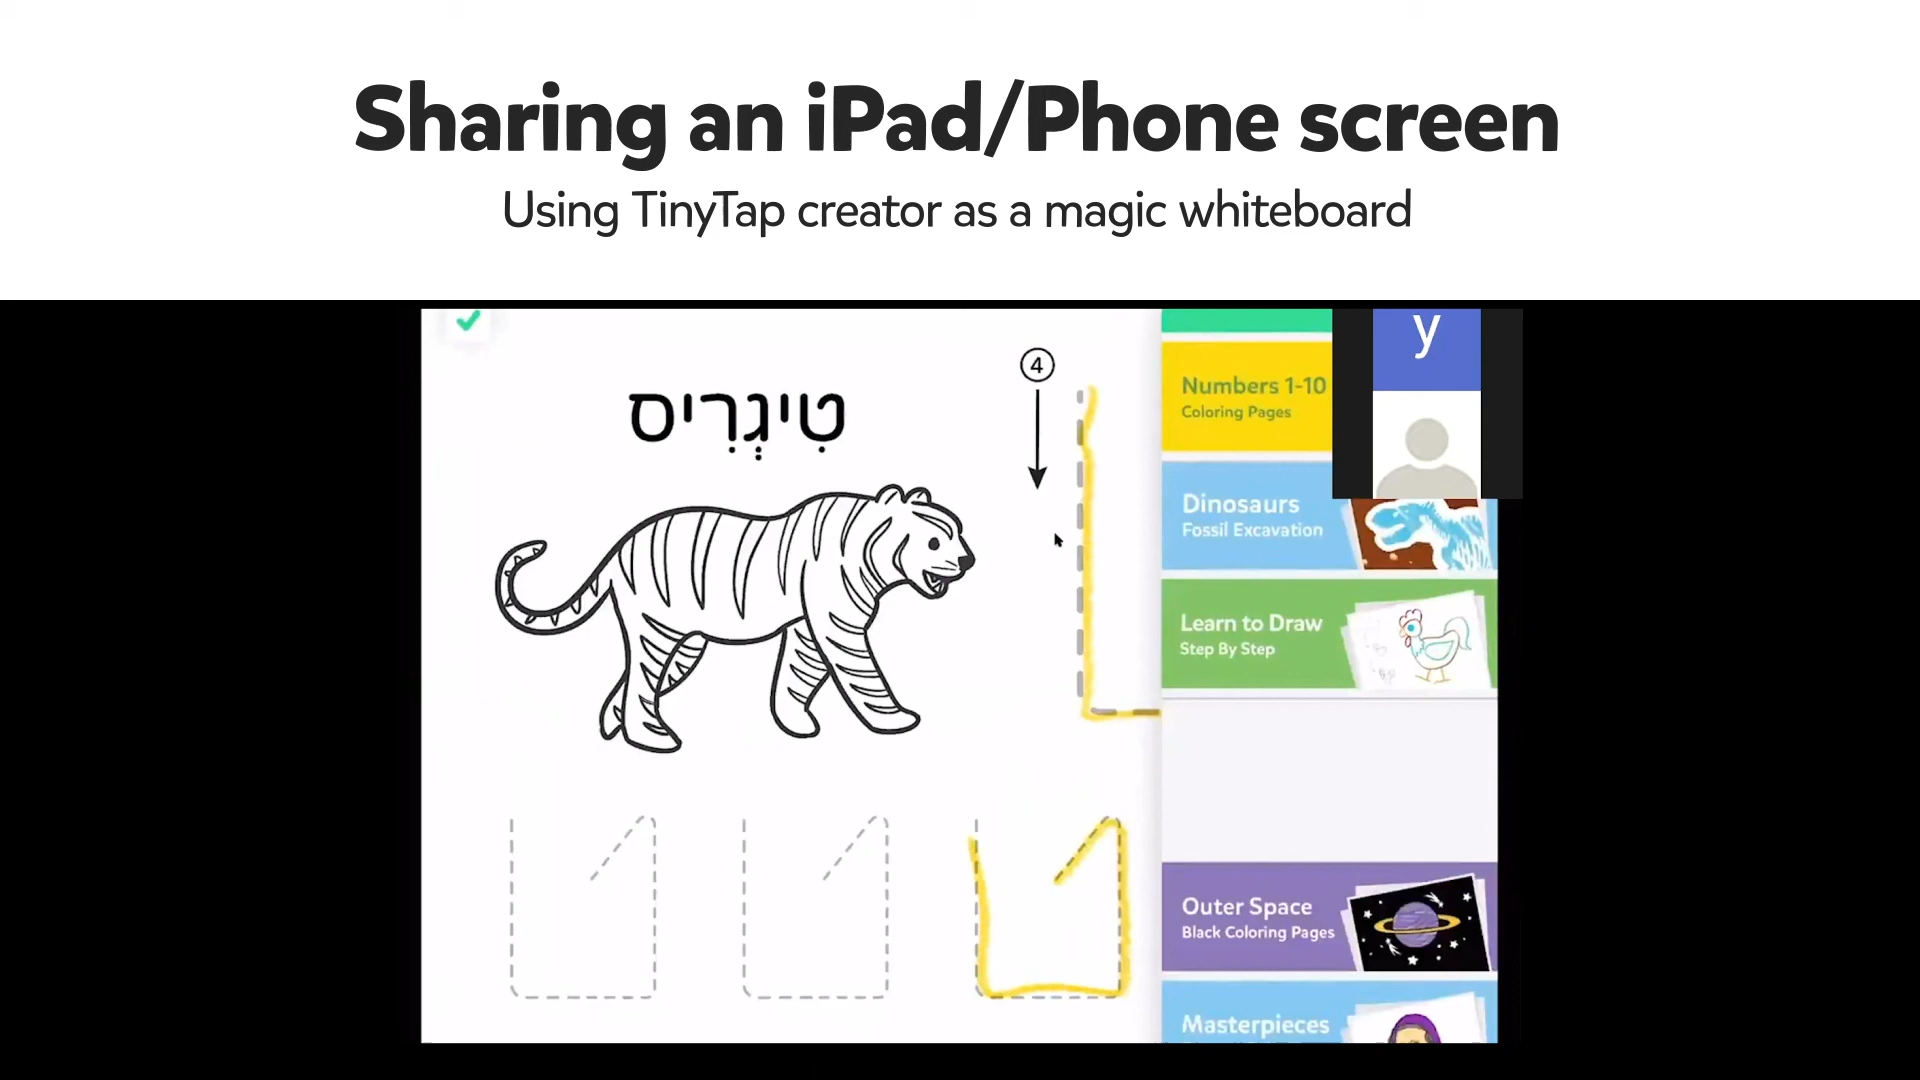 Sharing an iPad/Phone screen
Using TinyTap creator as a magic whiteboard
y
4
טִיגְרִיס
Numbers 1-10
Coloring Pages
Dinosaurs
Fossil Excavation
Learn to Draw
Step By Step
Outer Space
Black Coloring Pages
Masterpieces